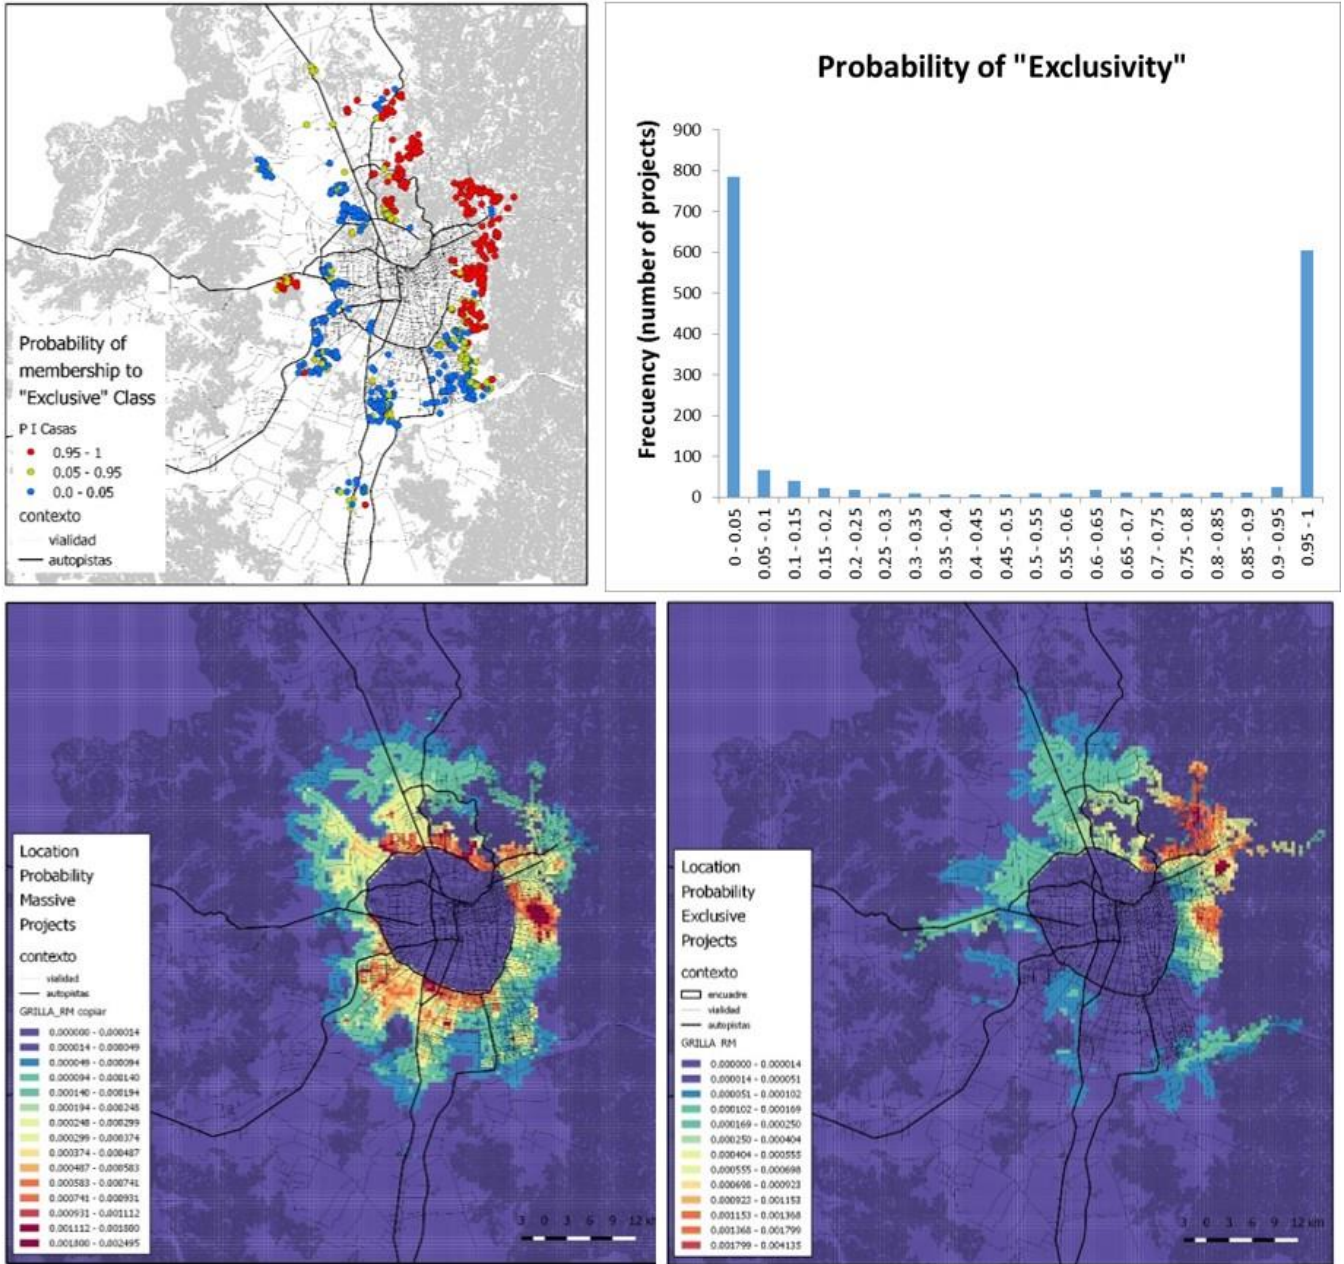 Probability of
membership to
"Exclusive" Class
P I Casas
0.95 - 1
0.05 - 0.95
0.0 - 0.05
contexto
vialidad
autopistas
Probability of "Exclusivity"
Frecuency (number of projects)
900
800
700
600
500
400
300
200
100
0
0 - 0.05
0.05 - 0.1
0.1 - 0.15
0.15 - 0.2
0.2 - 0.25
0.25 - 0.3
0.3 - 0.35
0.35 - 0.4
0.4 - 0.45
0.45 - 0.5
0.5 - 0.55
0.55 - 0.6
0.6 - 0.65
0.65 - 0.7
0.7 - 0.75
0.75 - 0.8
0.8 - 0.85
0.85 - 0.9
0.9 - 0.95
0.95 - 1
Location
Probability
Massive
Projects
contexto
vialidad
autopistas
GRILLA_RM copiar
0.000000 - 0.000014
0.000014 - 0.000049
0.000049 - 0.000094
0.000094 - 0.000140
0.000140 - 0.000194
0.000194 - 0.000248
0.000248 - 0.000299
0.000299 - 0.000374
0.000374 - 0.000487
0.000487 - 0.000583
0.000583 - 0.000741
0.000741 - 0.000931
0.000931 - 0.001112
0.001112 - 0.001800
0.001800 - 0.002495
3 0 3 6 9 12 km
Location
Probability
Exclusive
Projects
contexto
encuadre
vialidad
autopistas
GRILLA RM
0.000000 - 0.000014
0.000014 - 0.000051
0.000051 - 0.000102
0.000102 - 0.000169
0.000169 - 0.000250
0.000250 - 0.000404
0.000404 - 0.000555
0.000555 - 0.000698
0.000698 - 0.000923
0.000923 - 0.001153
0.001153 - 0.001368
0.001368 - 0.001799
0.001799 - 0.004135
3 0 3 6 9 12 km